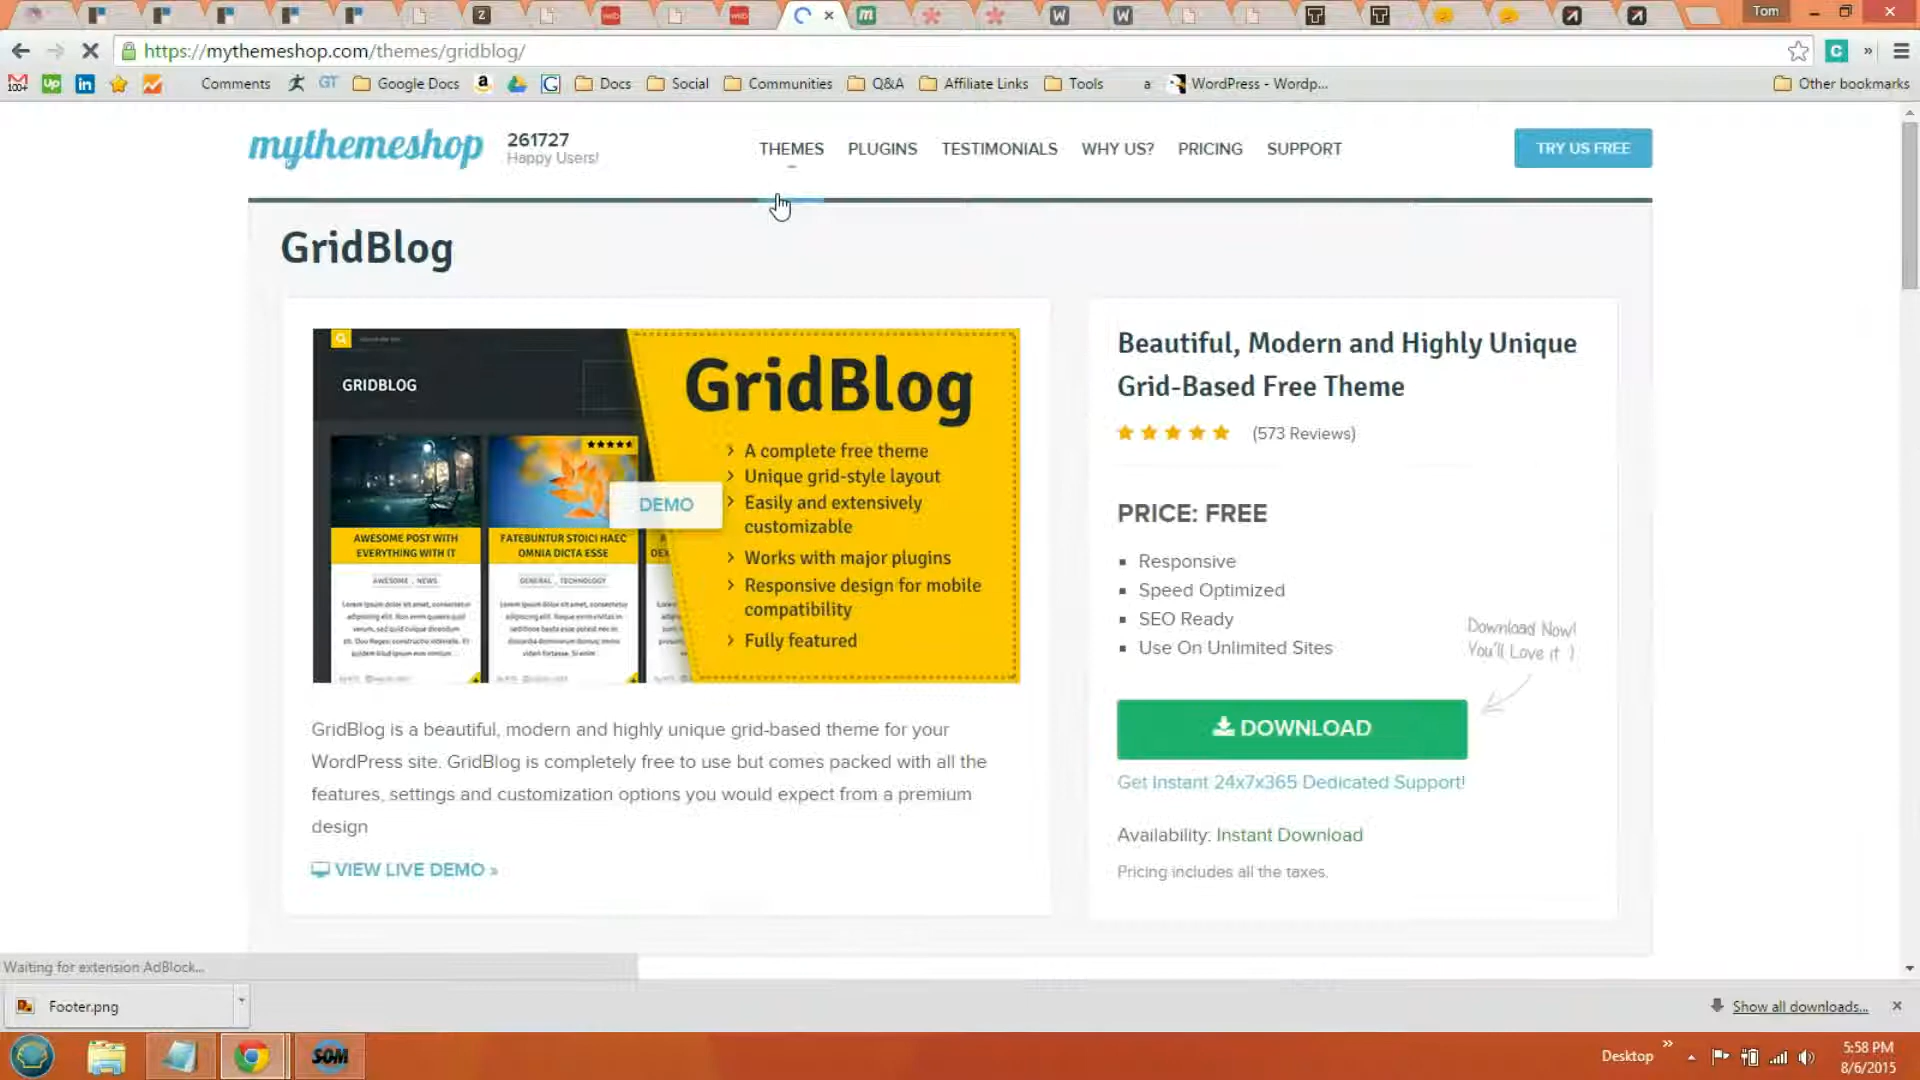 Tom
https://mythemeshop.com/themes/gridblog/
Comments
GT
Google Docs
Docs
Social
Communities
Q&A
Affiliate Links
Tools
a
WordPress - Wordp...
Other bookmarks
mythemeshop
261727
Happy Users!
THEMES
PLUGINS
TESTIMONIALS
WHY US?
PRICING
SUPPORT
TRY US FREE
GridBlog
GRIDBLOG
AWESOME POST WITH
EVERYTHING WITH IT
AWESOME , NEWS
FATEBUNTUR STOICI HAEC
OMNIA DICTA ESSE
GENERAL , TECHNOLOGY
DEMO
GridBlog
> A complete free theme
> Unique grid-style layout
> Easily and extensively
customizable
> Works with major plugins
> Responsive design for mobile
compatibility
> Fully featured
GridBlog is a beautiful, modern and highly unique grid-based theme for your
WordPress site. GridBlog is completely free to use but comes packed with all the
features, settings and customization options you would expect from a premium
design
VIEW LIVE DEMO »
Beautiful, Modern and Highly Unique
Grid-Based Free Theme
(573 Reviews)
PRICE: FREE
Responsive
Speed Optimized
SEO Ready
Use On Unlimited Sites
Download Now!
You'll Love it :)
DOWNLOAD
Get Instant 24x7x365 Dedicated Support!
Availability: Instant Download
Pricing includes all the taxes.
Waiting for extension AdBlock...
Footer.png
Show all downloads...
SOM
Desktop
5:58 PM
8/6/2015